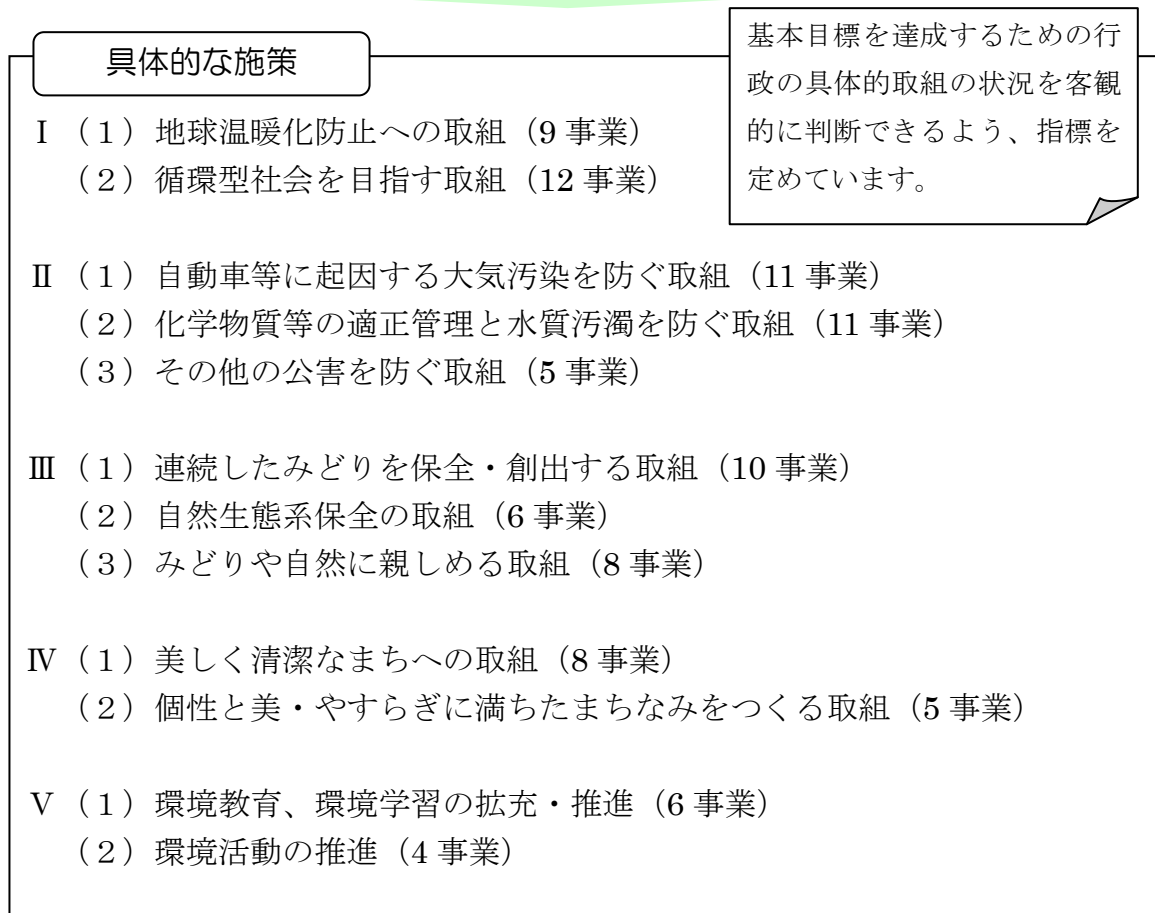 具体的な施策
基本目標を達成するための行
政の具体的取組の状況を客観
的に判断できるよう、指標を
定めています。
Ⅰ（１）地球温暖化防止への取組（9 事業）
（２）循環型社会を目指す取組（12 事業）
Ⅱ（１）自動車等に起因する大気汚染を防ぐ取組（11 事業）
（２）化学物質等の適正管理と水質汚濁を防ぐ取組（11 事業）
（３）その他の公害を防ぐ取組（5 事業）
Ⅲ（１）連続したみどりを保全・創出する取組（10 事業）
（２）自然生態系保全の取組（6 事業）
（３）みどりや自然に親しめる取組（8 事業）
Ⅳ（１）美しく清潔なまちへの取組（8 事業）
（２）個性と美・やすらぎに満ちたまちなみをつくる取組（5 事業）
Ⅴ（１）環境教育、環境学習の拡充・推進（6 事業）
（２）環境活動の推進（4 事業）